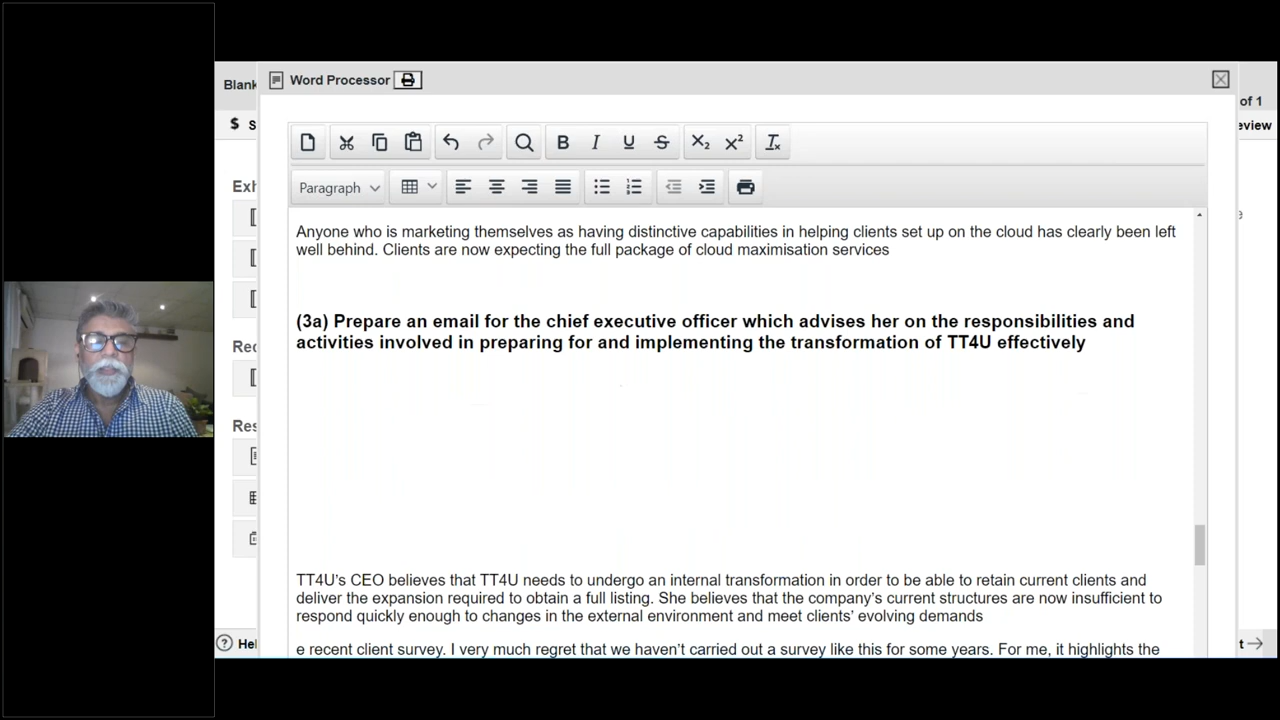 Blank
Word Processor
of 1
$ S
eview
Paragraph
Exh
Anyone who is marketing themselves as having distinctive capabilities in helping clients set up on the cloud has clearly been left
well behind. Clients are now expecting the full package of cloud maximisation services
(3a) Prepare an email for the chief executive officer which advises her on the responsibilities and
activities involved in preparing for and implementing the transformation of TT4U effectively
Rec
Res
TT4U's CEO believes that TT4U needs to undergo an internal transformation in order to be able to retain current clients and
deliver the expansion required to obtain a full listing. She believes that the company's current structures are now insufficient to
respond quickly enough to changes in the external environment and meet clients' evolving demands
e recent client survey. I very much regret that we haven't carried out a survey like this for some years. For me, it highlights the
Hel
t